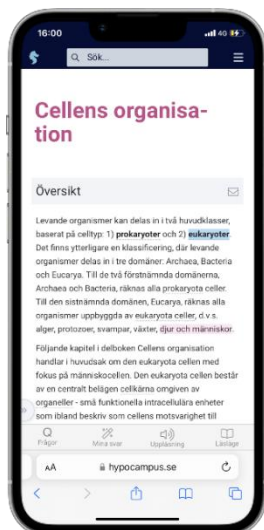 16:00
4G
Sök...
Cellens organisa-
tion
Översikt
Levande organismer kan delas in i två huvudklasser,
baserat på celltyp: 1) prokaryoter och 2) eukaryoter.
Det finns ytterligare en klassificering, där levande
organismer delas in i tre domäner: Archaea, Bacteria
och Eucarya. Till de två förstnämnda domänerna,
Archaea och Bacteria, räknas alla prokaryota celler.
Till den sistnämnda domänen, Eucarya, räknas alla
organismer uppbyggda av eukaryota celler, d.v.s.
alger, protozoer, svampar, växter, djur och människor.
Följande kapitel i delboken Cellens organisation
handlar i huvudsak om den eukaryota cellen med
fokus på människocellen. Den eukaryota cellen består
av en centralt belägen cellkärna omgiven av
organeller - små funktionella intracellulära enheter
som ibland beskriv som cellens motsvarighet till
Frågor Mina svar Uppläsning Läsläge
AA hypocampus.se